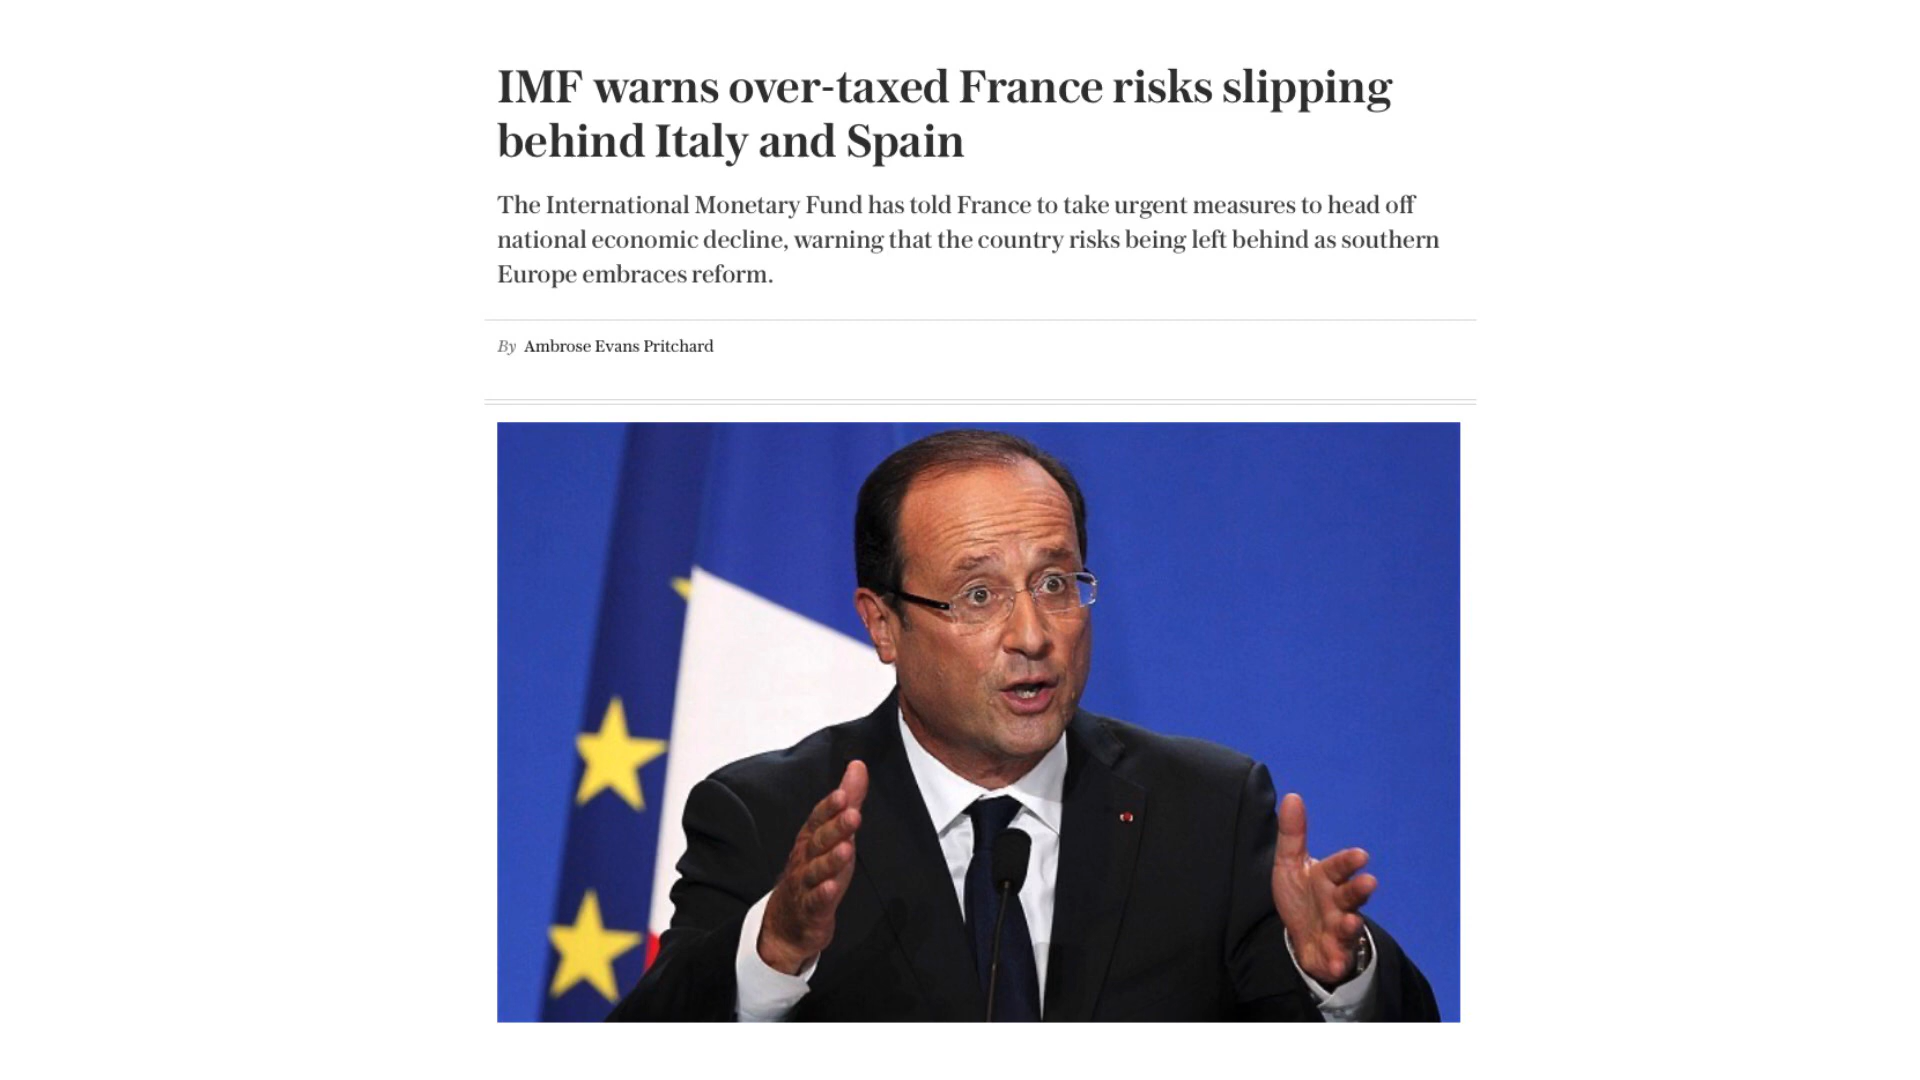 IMF warns over-taxed France risks slipping
behind Italy and Spain
The International Monetary Fund has told France to take urgent measures to head off
national economic decline, warning that the country risks being left behind as southern
Europe embraces reform.
By Ambrose Evans Pritchard